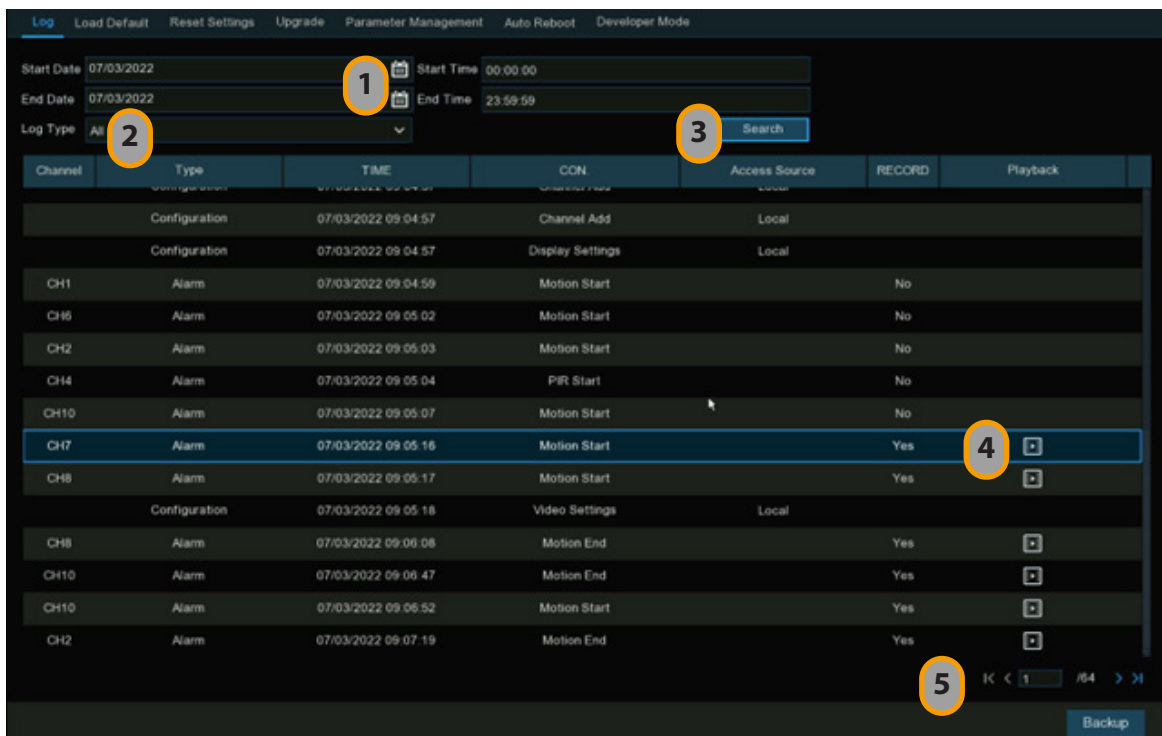 Log Load Default Reset Settings Upgrade Parameter Management Auto Reboot Developer Mode
Start Date 07/03/2022 1 Start Time 00:00:00
End Date 07/03/2022 End Time 23:59:59
Log Type All 2 3 Search
Channel Type TIME CON. Access Source RECORD Playback
Configuration 07/03/2022 09:04:57 Channel Add Local
Configuration 07/03/2022 09:04:57 Channel Add Local
Configuration 07/03/2022 09:04:57 Display Settings Local
CH1 Alarm 07/03/2022 09:04:59 Motion Start No
CH6 Alarm 07/03/2022 09:05:02 Motion Start No
CH2 Alarm 07/03/2022 09:05:03 Motion Start No
CH4 Alarm 07/03/2022 09:05:04 PIR Start No
CH10 Alarm 07/03/2022 09:05:07 Motion Start No
CH7 Alarm 07/03/2022 09:05:16 Motion Start Yes 4
CH8 Alarm 07/03/2022 09:05:17 Motion Start Yes
Configuration 07/03/2022 09:05:18 Video Settings Local
CH8 Alarm 07/03/2022 09:06:08 Motion End Yes
CH10 Alarm 07/03/2022 09:06:47 Motion End Yes
CH10 Alarm 07/03/2022 09:06:52 Motion Start Yes
CH2 Alarm 07/03/2022 09:07:19 Motion End Yes
5 1 /64
Backup